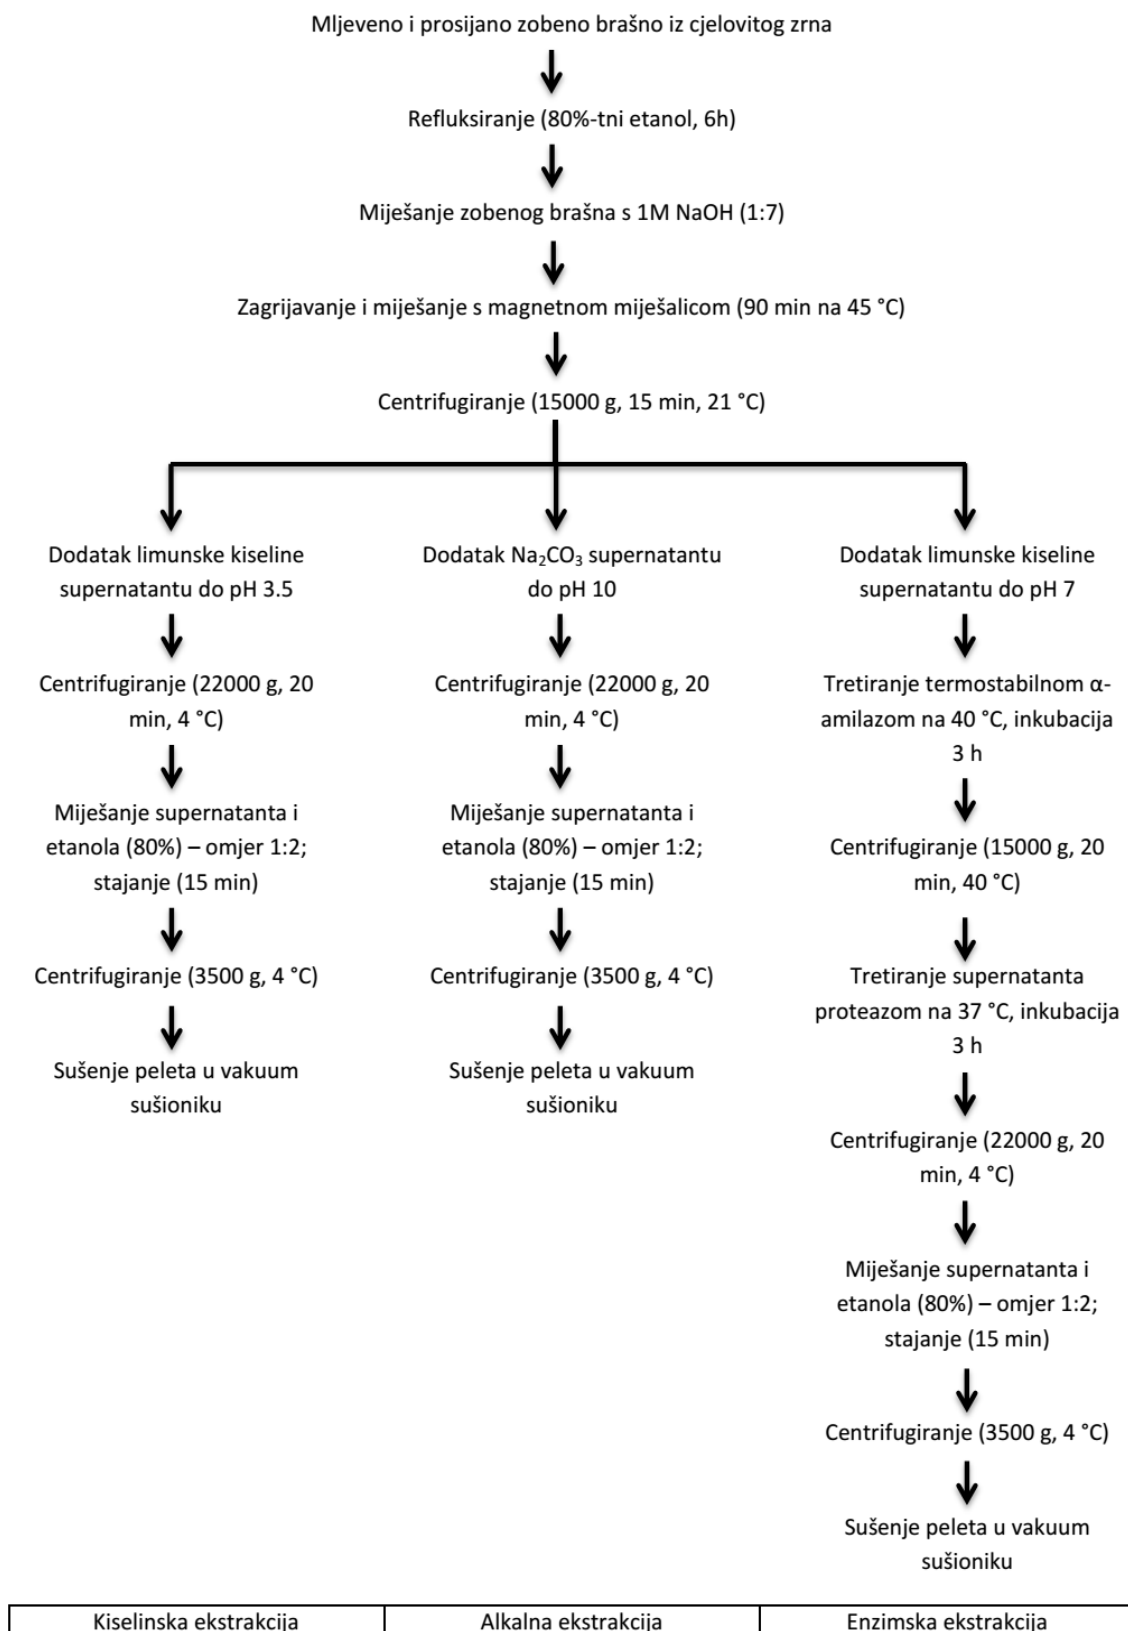 Mljeveno i prosijano zobeno brašno iz cjelovitog zrna
Refluksiranje (80%-tni etanol, 6h)
Miješanje zobenog brašna s 1M NaOH (1:7)
Zagrijavanje i miješanje s magnetnom miješalicom (90 min na 45 °C)
Centrifugiranje (15000 g, 15 min, 21 °C)
Dodatak limunske kiseline
supernatantu do pH 3.5
Centrifugiranje (22000 g, 20
min, 4 °C)
Miješanje supernatanta i
etanola (80%) – omjer 1:2;
stajanje (15 min)
Centrifugiranje (3500 g, 4 °C)
Sušenje peleta u vakuum
sušioniku
Dodatak Na₂CO₃ supernatantu
do pH 10
Centrifugiranje (22000 g, 20
min, 4 °C)
Miješanje supernatanta i
etanola (80%) – omjer 1:2;
stajanje (15 min)
Centrifugiranje (3500 g, 4 °C)
Sušenje peleta u vakuum
sušioniku
Dodatak limunske kiseline
supernatantu do pH 7
Tretiranje termostabilnom α-
amilazom na 40 °C, inkubacija
3 h
Centrifugiranje (15000 g, 20
min, 40 °C)
Tretiranje supernatanta
proteazom na 37 °C, inkubacija
3 h
Centrifugiranje (22000 g, 20
min, 4 °C)
Miješanje supernatanta i
etanola (80%) – omjer 1:2;
stajanje (15 min)
Centrifugiranje (3500 g, 4 °C)
Sušenje peleta u vakuum
sušioniku
Kiselinska ekstrakcija
Alkalna ekstrakcija
Enzimska ekstrakcija